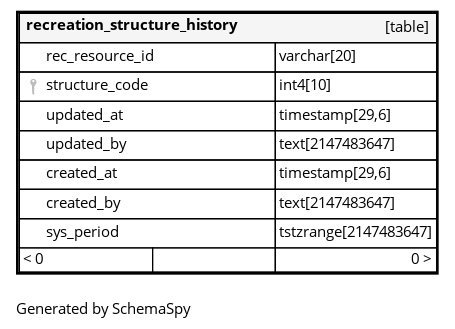 recreation_structure_history [table]
rec_resource_id varchar[20]
structure_code int4[10]
updated_at timestamp[29,6]
updated_by text[2147483647]
created_at timestamp[29,6]
created_by text[2147483647]
sys_period tstzrange[2147483647]
< 0 0 >
Generated by SchemaSpy